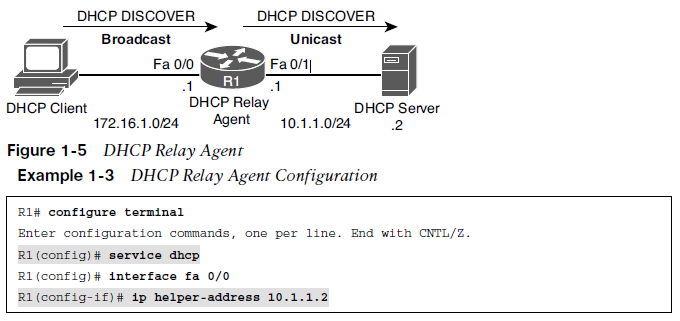 DHCP DISCOVER DHCP DISCOVER
Broadcast Unicast
Fa 0/0 Fa 0/1
R1
.1 .1
DHCP Client DHCP Relay Agent DHCP Server
172.16.1.0/24 10.1.1.0/24 .2
Figure 1-5 DHCP Relay Agent
Example 1-3 DHCP Relay Agent Configuration
R1# configure terminal
Enter configuration commands, one per line. End with CNTL/Z.
R1(config)# service dhcp
R1(config)# interface fa 0/0
R1(config-if)# ip helper-address 10.1.1.2